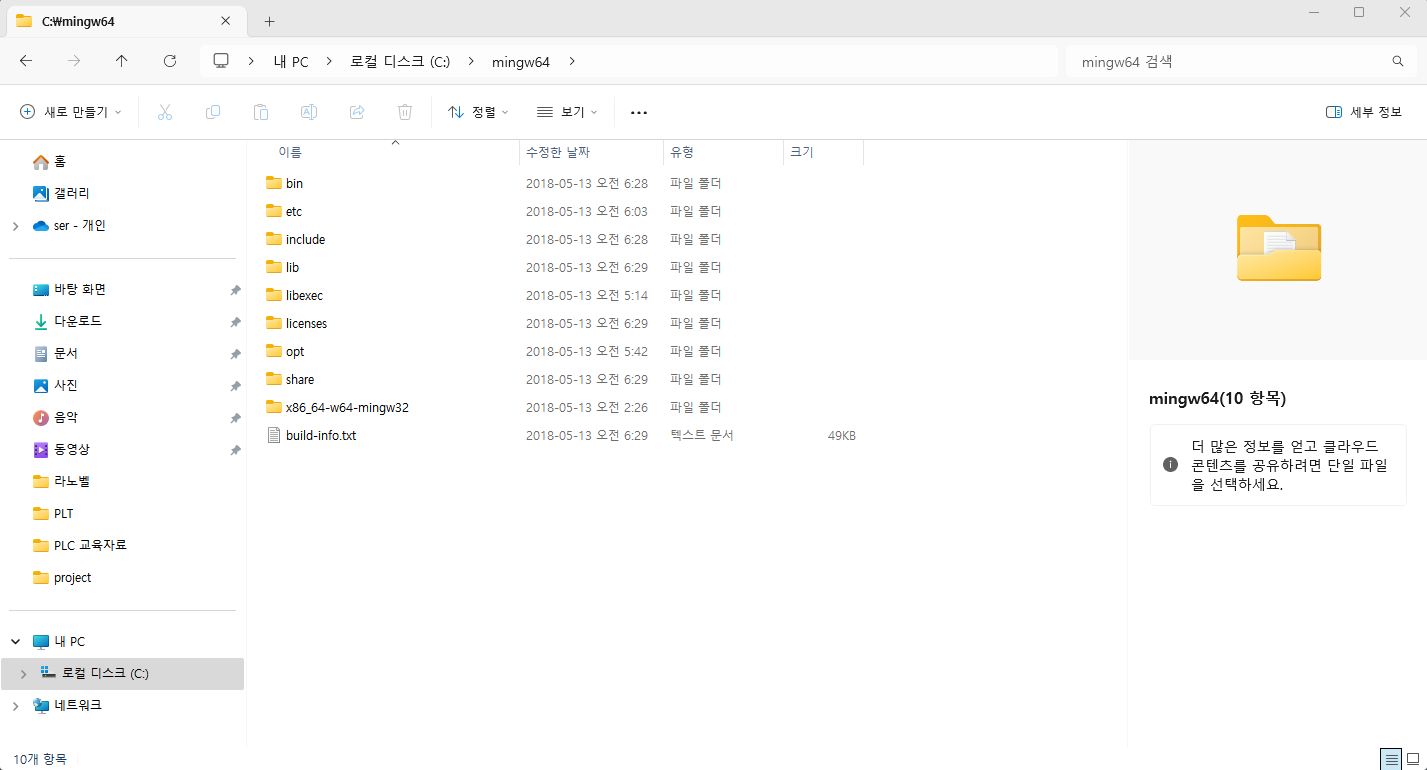 C:\mingw64
내 PC 로컬 디스크 (C:) mingw64
mingw64 검색
새로 만들기
정렬
보기
세부 정보
홈
갤러리
ser - 개인
바탕 화면
다운로드
문서
사진
음악
동영상
라노벨
PLT
PLC 교육자료
project
내 PC
로컬 디스크 (C:)
네트워크
이름 수정한 날짜 유형 크기
bin 2018-05-13 오전 6:28 파일 폴더
etc 2018-05-13 오전 6:03 파일 폴더
include 2018-05-13 오전 6:28 파일 폴더
lib 2018-05-13 오전 6:29 파일 폴더
libexec 2018-05-13 오전 5:14 파일 폴더
licenses 2018-05-13 오전 6:29 파일 폴더
opt 2018-05-13 오전 5:42 파일 폴더
share 2018-05-13 오전 6:29 파일 폴더
x86_64-w64-mingw32 2018-05-13 오전 2:26 파일 폴더
build-info.txt 2018-05-13 오전 6:29 텍스트 문서 49KB
mingw64(10 항목)
더 많은 정보를 얻고 클라우드
콘텐츠를 공유하려면 단일 파일
을 선택하세요.
10개 항목